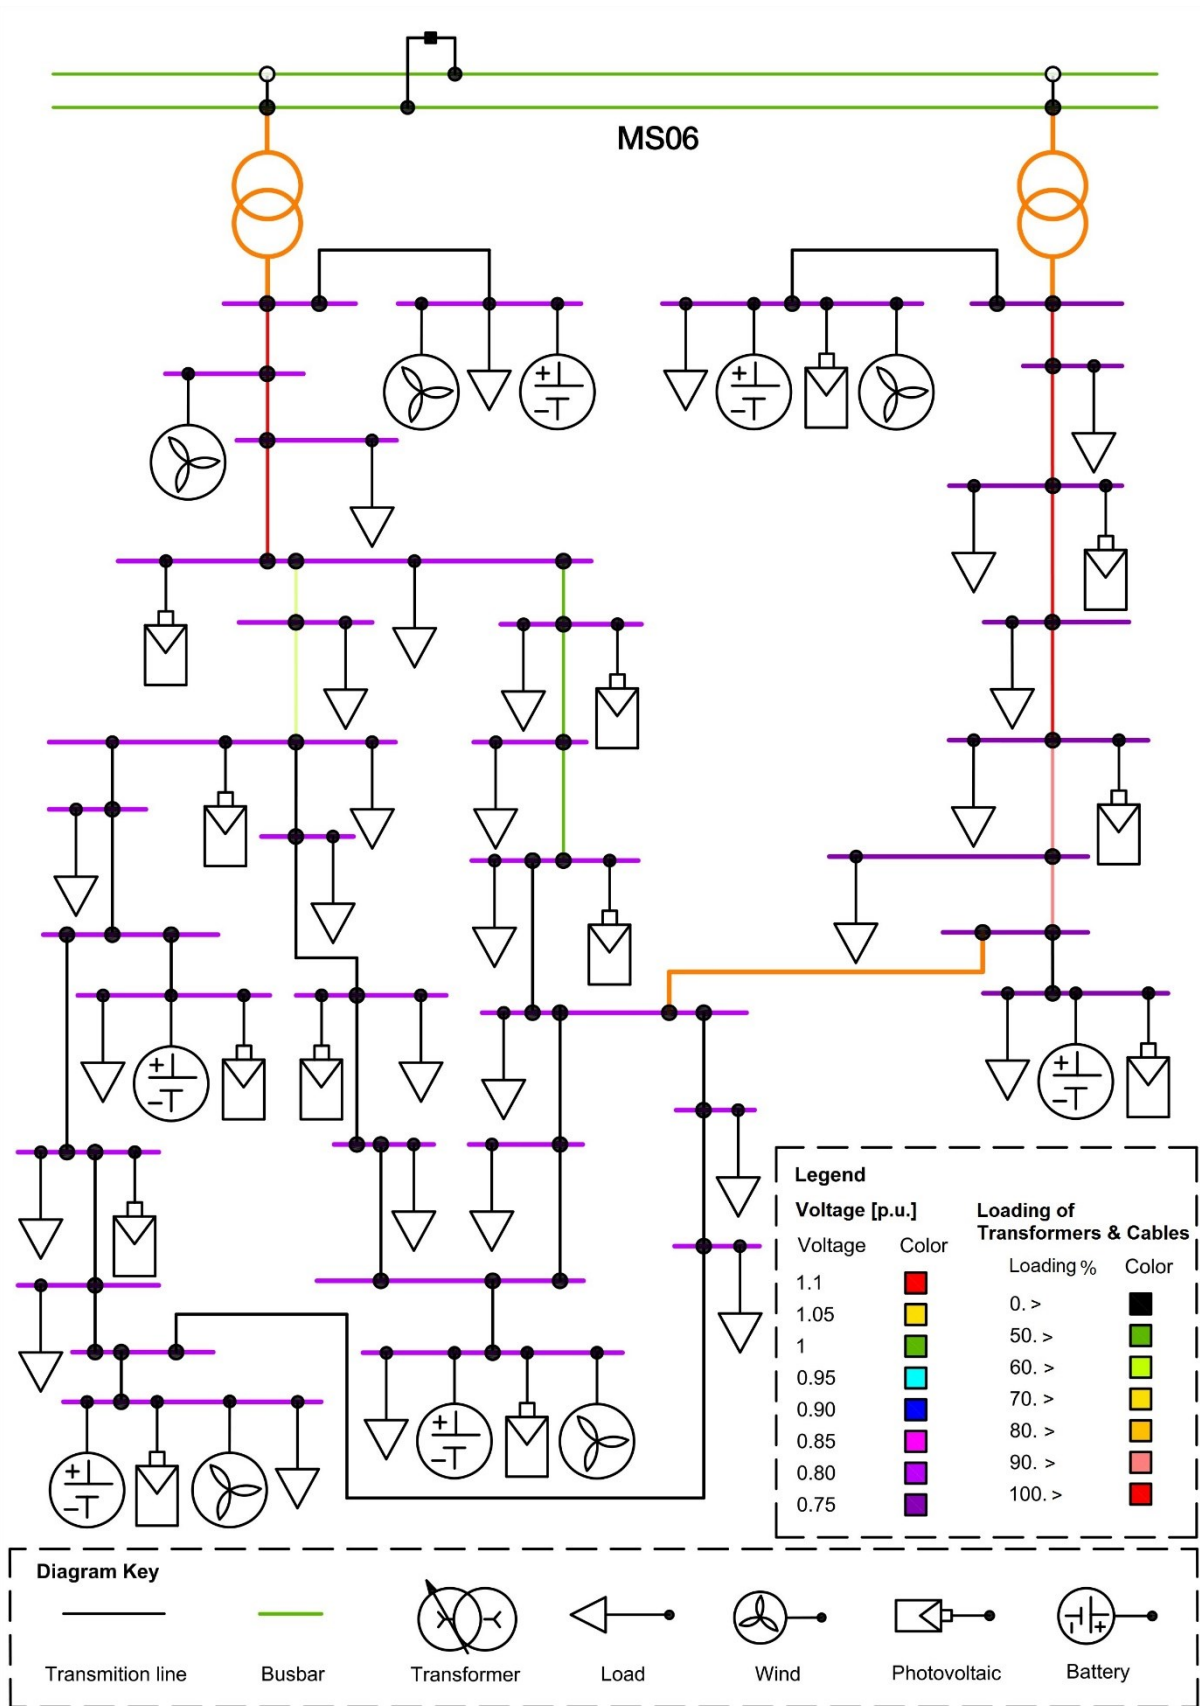 MS06
Legend
Voltage [p.u.]
Voltage Color
1.1
1.05
1
0.95
0.90
0.85
0.80
0.75
Loading of
Transformers & Cables
Loading % Color
0. >
50. >
60. >
70. >
80. >
90. >
100. >
Diagram Key
Transmition line
Busbar
Transformer
Load
Wind
Photovoltaic
Battery